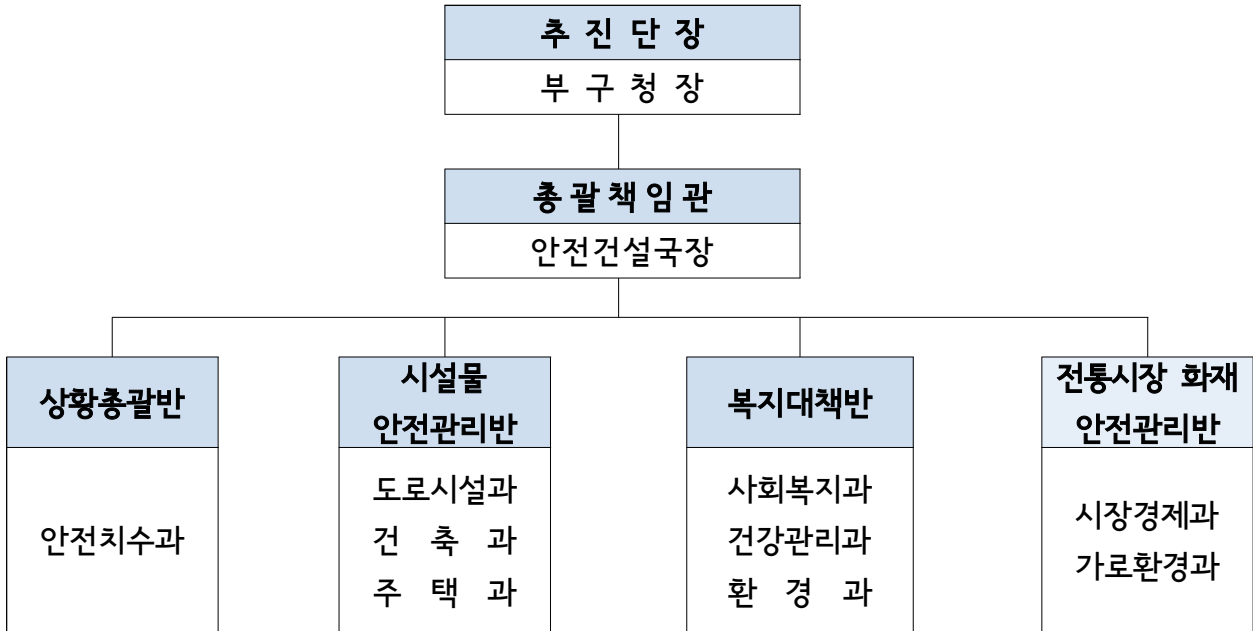 추 진 단 장
부 구 청 장
총 괄 책 임 관
안전건설국장
상황총괄반
안전치수과
시설물
안전관리반
도로시설과
건 축 과
주 택 과
복지대책반
사회복지과
건강관리과
환 경 과
전통시장 화재
안전관리반
시장경제과
가로환경과